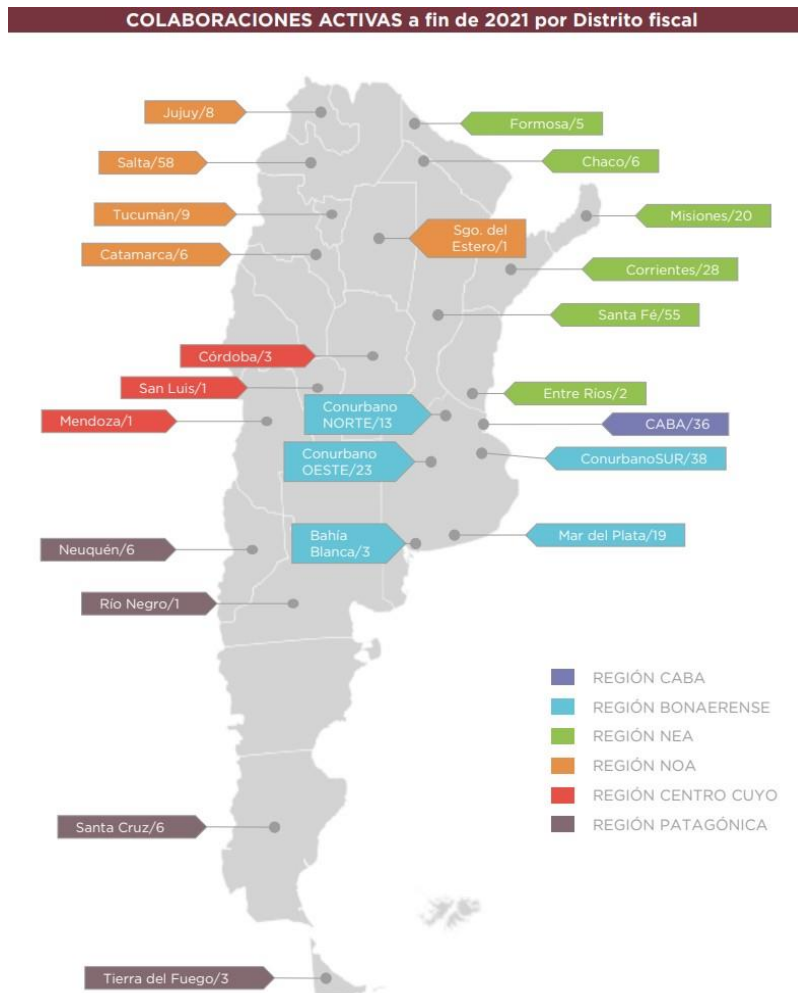 COLABORACIONES ACTIVAS a fin de 2021 por Distrito fiscal
Jujuy/8
Formosa/5
Salta/58
Chaco/6
Tucumán/9
Misiones/20
Sgo. del
Estero/1
Catamarca/6
Corrientes/28
Santa Fé/55
Córdoba/3
San Luis/1
Entre Ríos/2
Mendoza/1
Conurbano
NORTE/13
CABA/36
Conurbano
OESTE/23
ConurbanoSUR/38
Neuquén/6
Bahía
Blanca/3
Mar del Plata/19
Río Negro/1
REGIÓN CABA
REGIÓN BONAERENSE
REGIÓN NEA
REGIÓN NOA
REGIÓN CENTRO CUYO
REGIÓN PATAGÓNICA
Santa Cruz/6
Tierra del Fuego/3